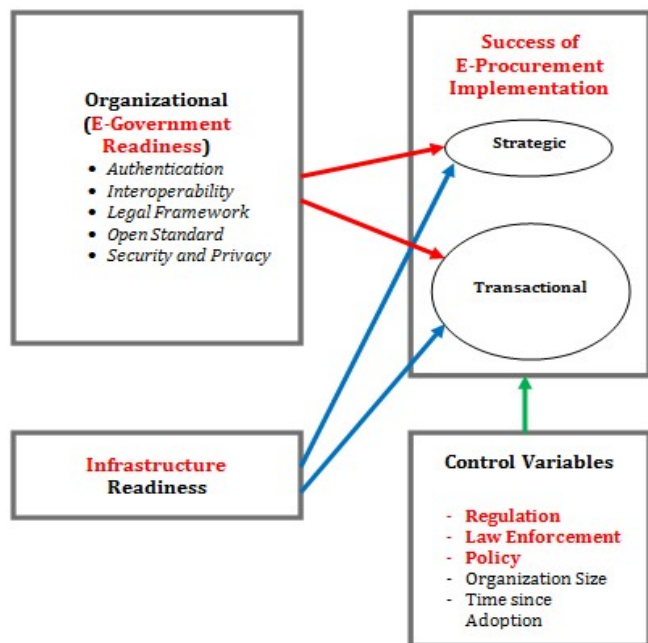 Organizational
(E-Government
Readiness)
• Authentication
• Interoperability
• Legal Framework
• Open Standard
• Security and Privacy
Success of
E-Procurement
Implementation
Strategic
Transactional
Infrastructure
Readiness
Control Variables
- Regulation
- Law Enforcement
- Policy
- Organization Size
- Time since
Adoption